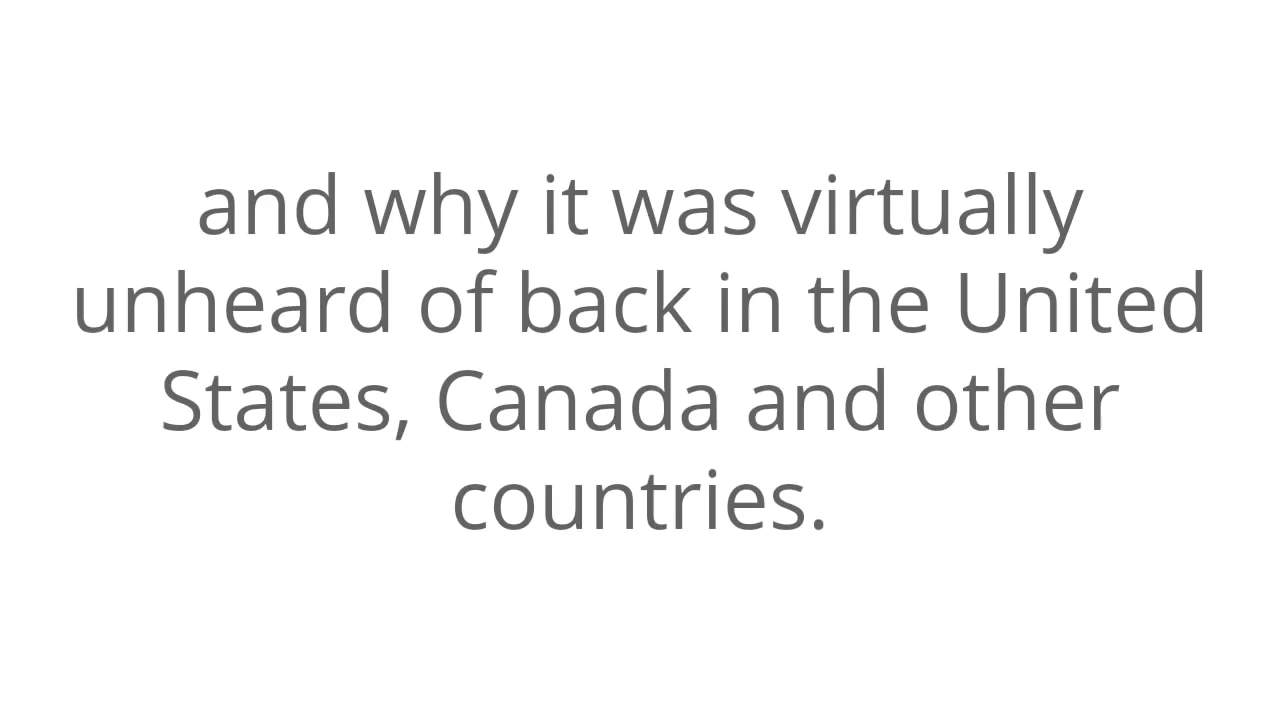 and why it was virtually
unheard of back in the United
States, Canada and other
countries.